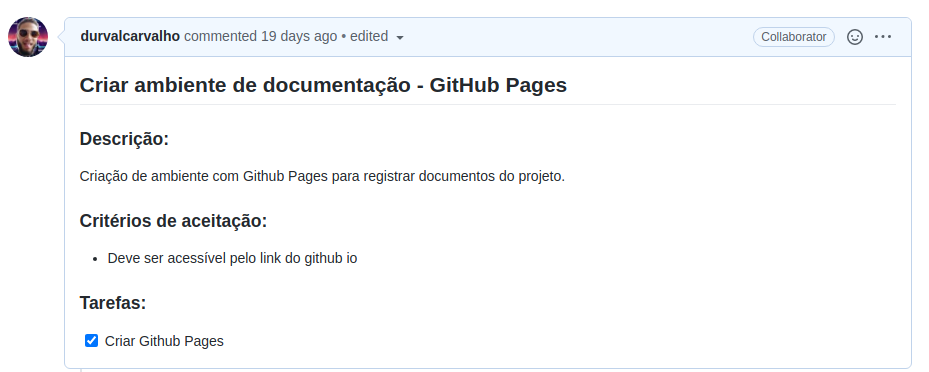 durvalcarvalho commented 19 days ago • edited
Collaborator
Criar ambiente de documentação - GitHub Pages
Descrição:
Criação de ambiente com Github Pages para registrar documentos do projeto.
Critérios de aceitação:
• Deve ser acessível pelo link do github io
Tarefas:
Criar Github Pages